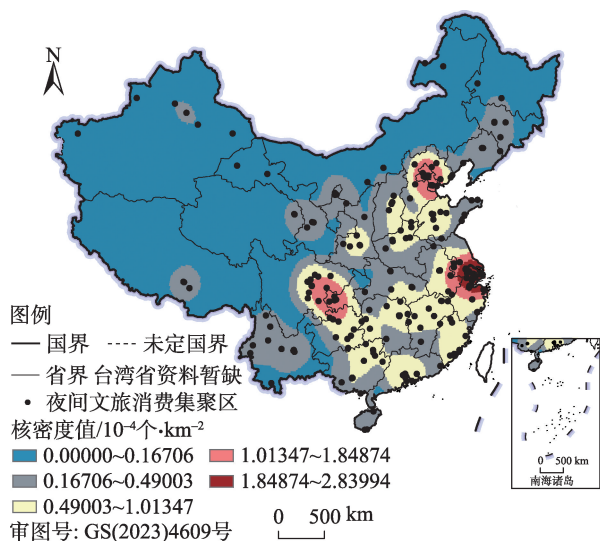 N
图例
国界 未定国界
省界 台湾省资料暂缺
夜间文旅消费集聚区
核密度值/10⁻⁴个·km⁻²
0.00000~0.16706 1.01347~1.84874
0.16706~0.49003 1.84874~2.83994
0.49003~1.01347
审图号: GS(2023)4609号
0 500 km
0 500 km
南海诸岛